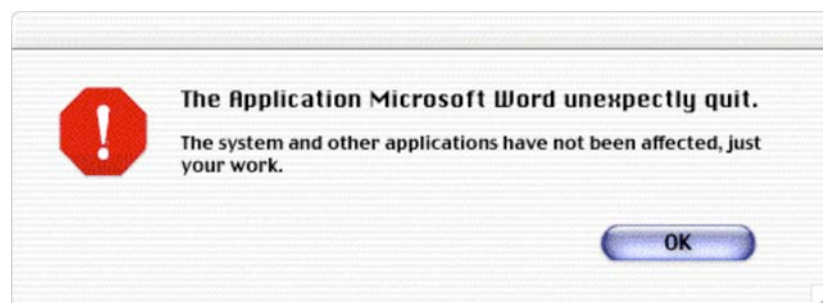 The Application Microsoft Word unexpectly quit.
The system and other applications have not been affected, just
your work.
OK